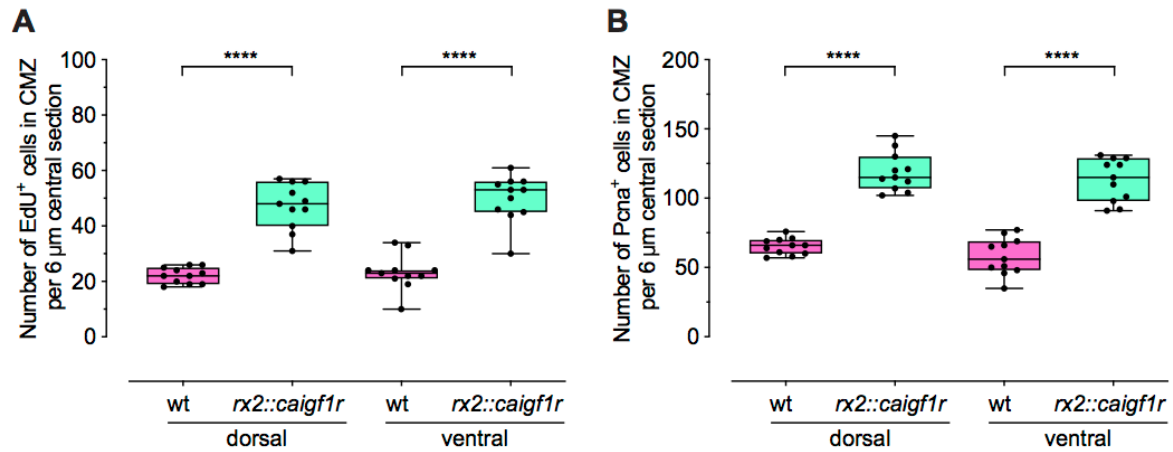 A
Number of EdU⁺ cells in CMZ
per 6 µm central section
100
80
60
40
20
0
****
****
wt
rx2::caigf1r
wt
rx2::caigf1r
dorsal
ventral
B
Number of Pcna⁺ cells in CMZ
per 6 µm central section
200
150
100
50
0
****
****
wt
rx2::caigf1r
wt
rx2::caigf1r
dorsal
ventral